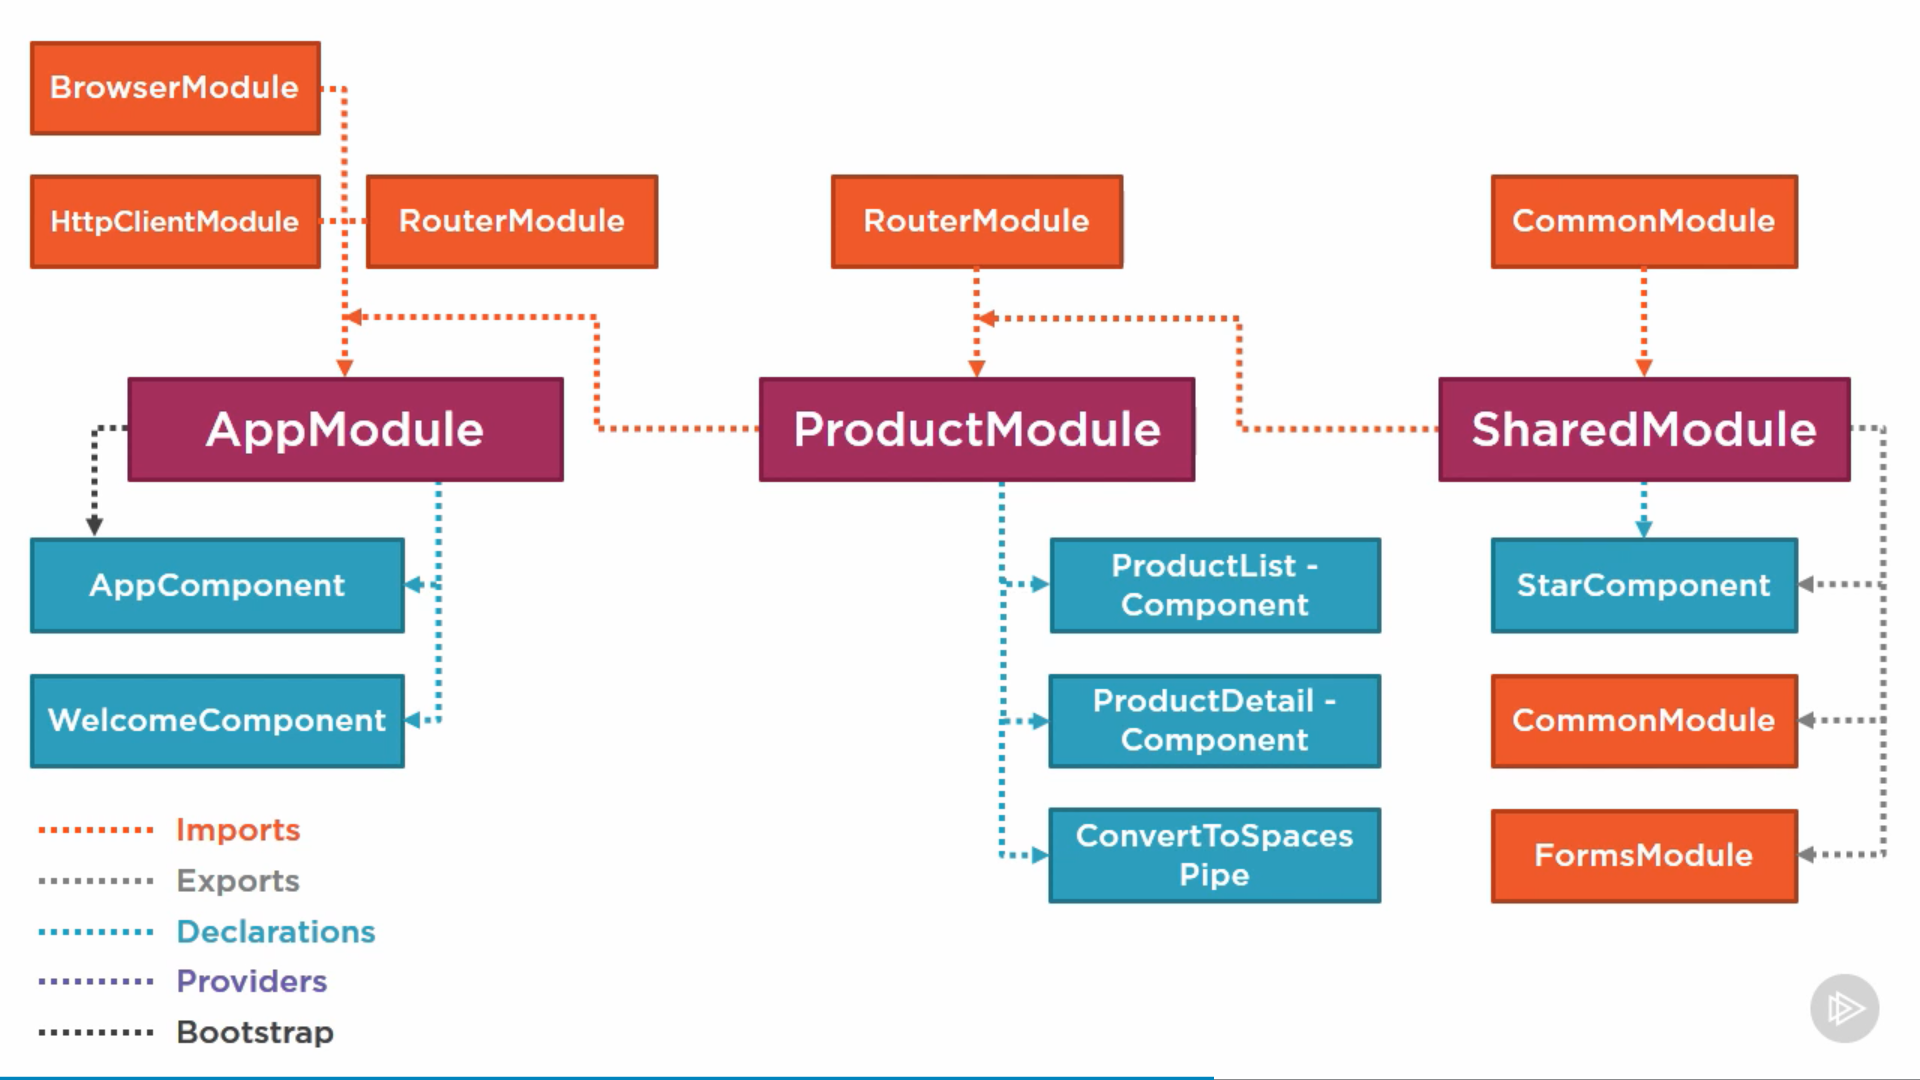 BrowserModule
HttpClientModule
RouterModule
RouterModule
CommonModule
AppModule
ProductModule
SharedModule
AppComponent
ProductList -
Component
StarComponent
WelcomeComponent
ProductDetail -
Component
CommonModule
ConvertToSpaces
Pipe
FormsModule
Imports
Exports
Declarations
Providers
Bootstrap